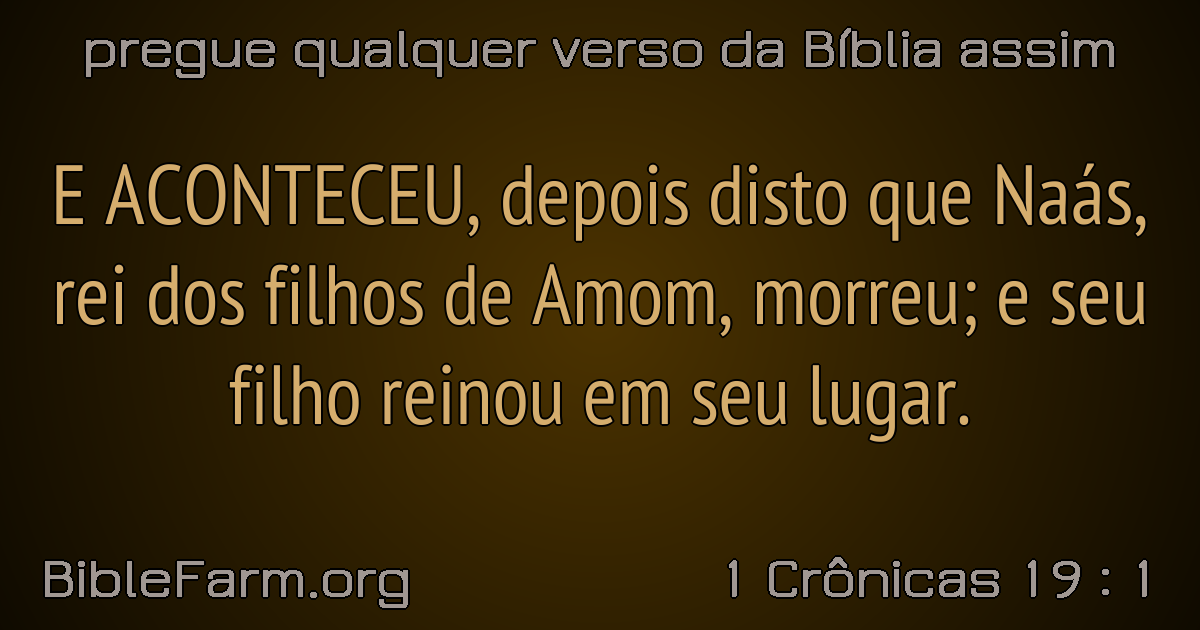 pregue qualquer verso da Bíblia assim
E ACONTECEU, depois disto que Naás,
rei dos filhos de Amom, morreu; e seu
filho reinou em seu lugar.
BibleFarm.org
1 Crônicas 19 : 1